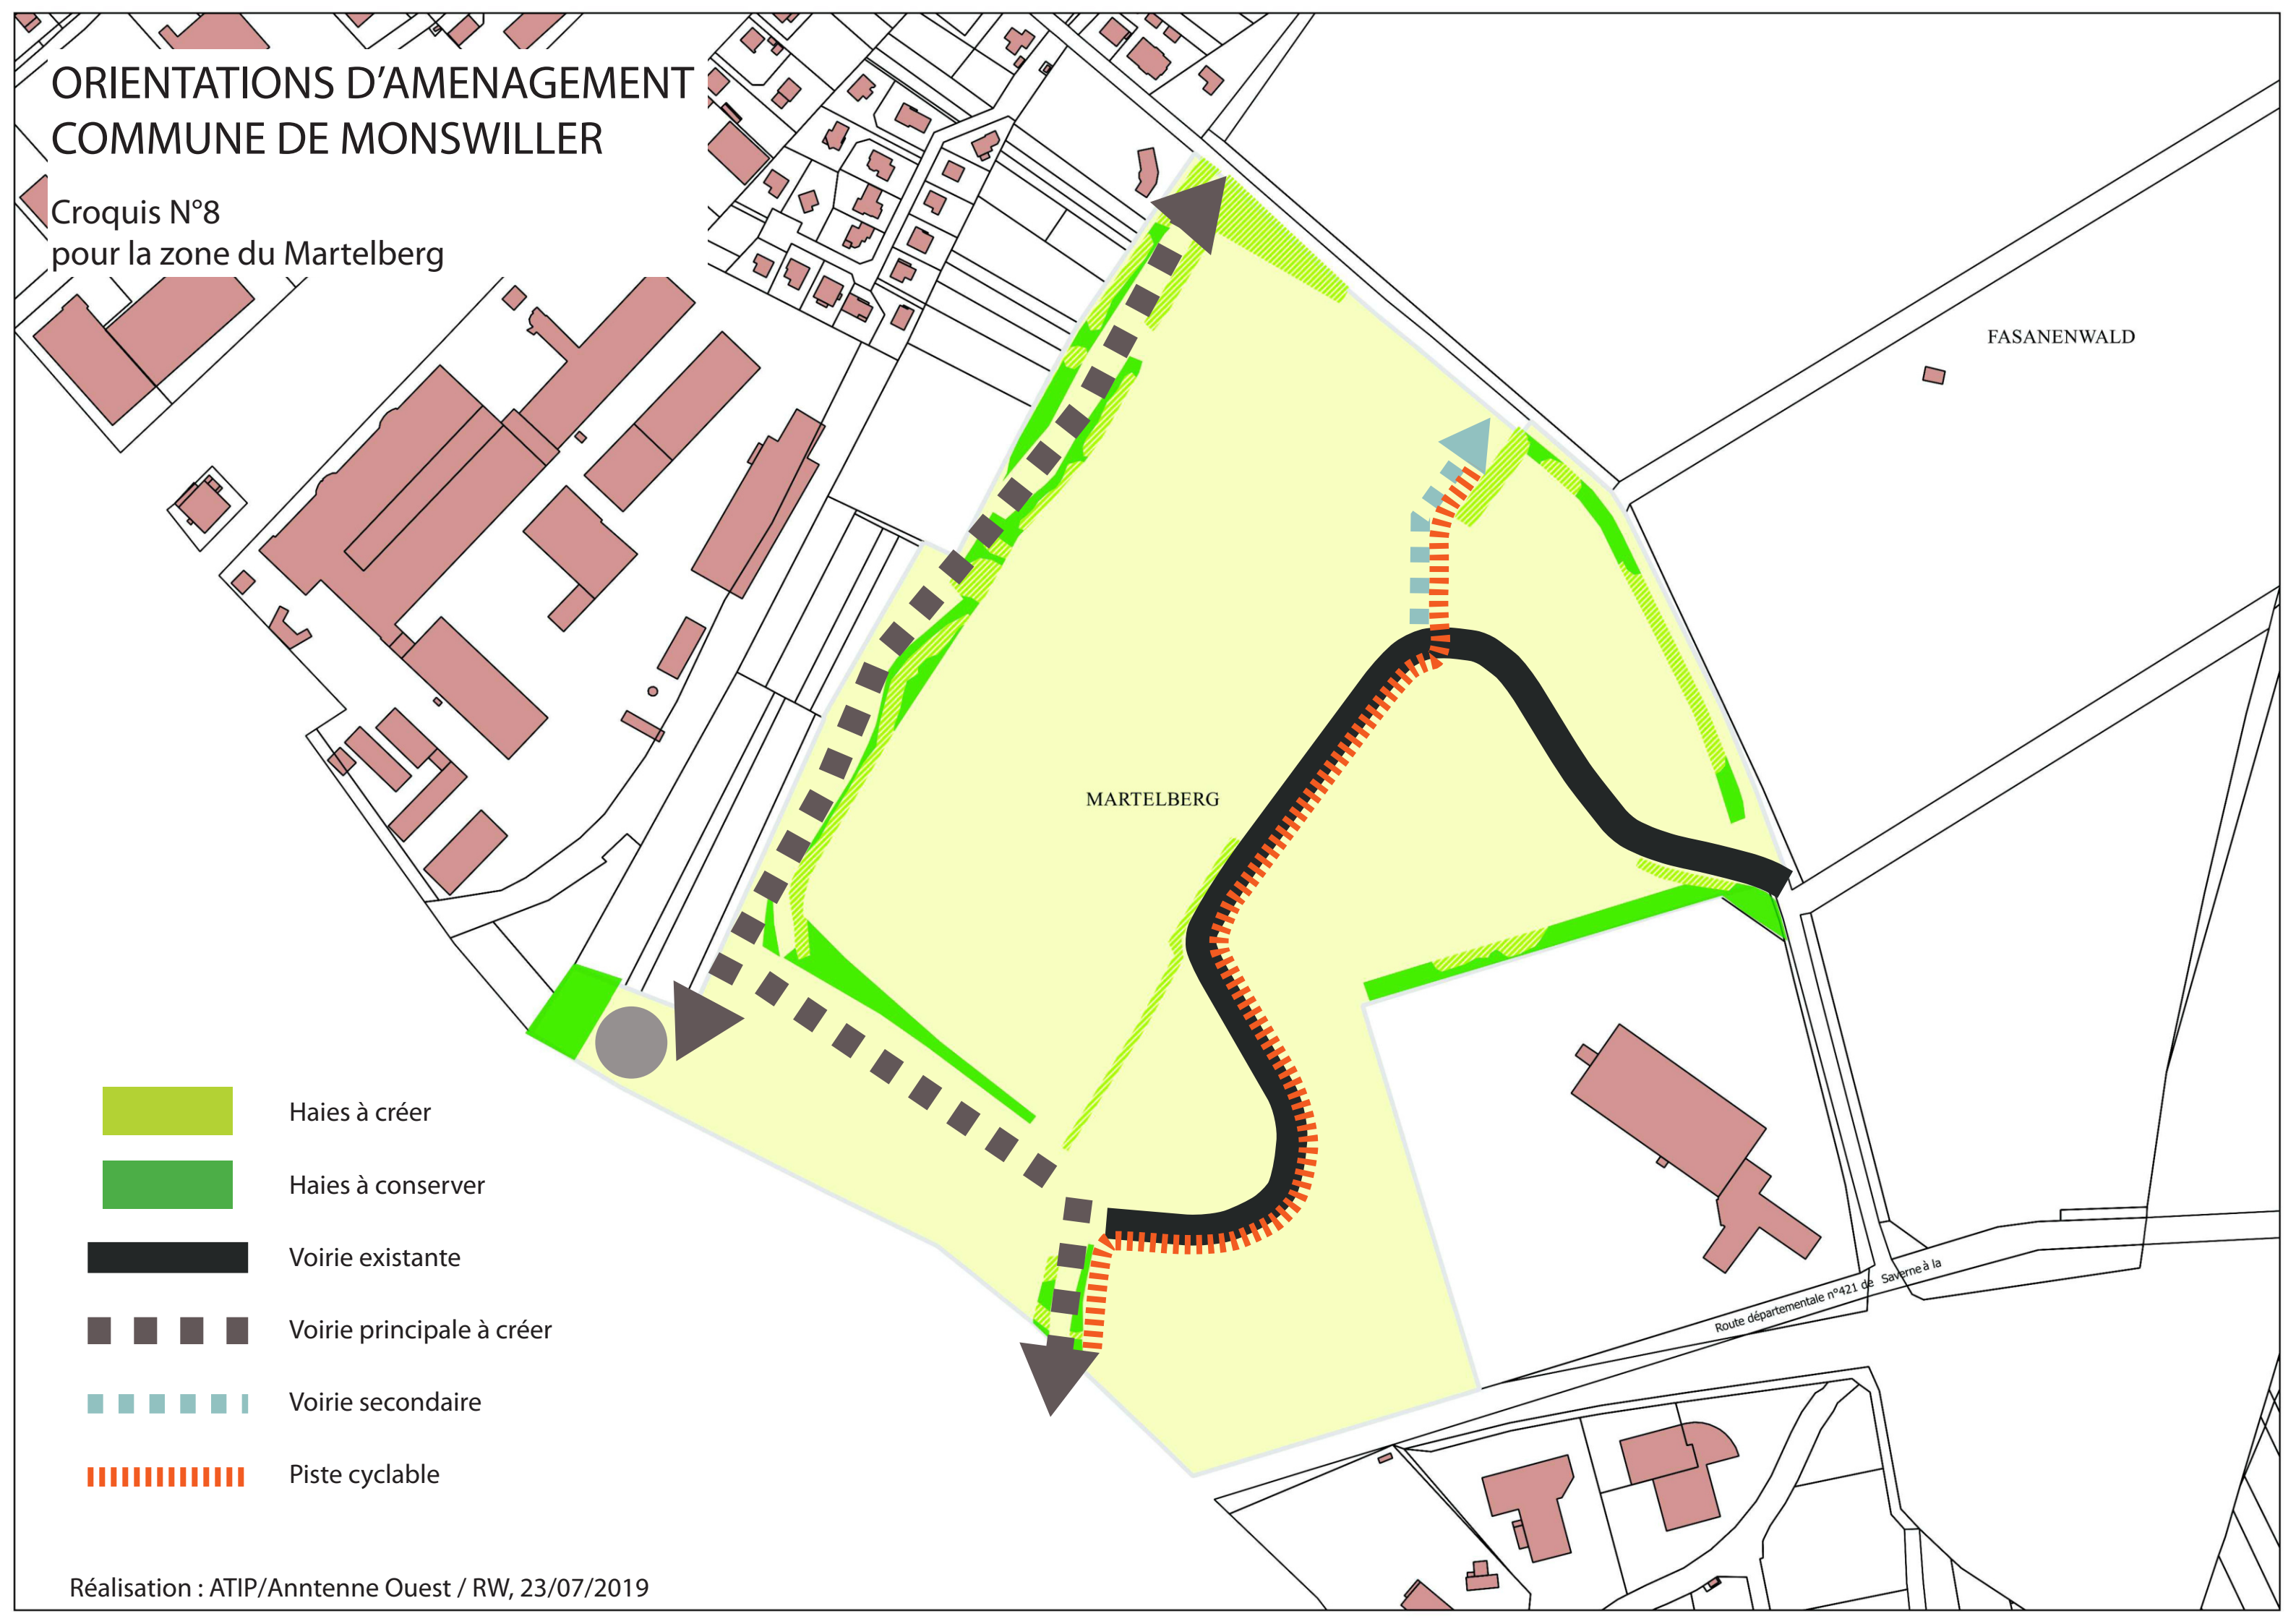 ORIENTATIONS D’AMENAGEMENT
COMMUNE DE MONSWILLER
Croquis N°8
pour la zone du Martelberg
FASANENWALD
MARTELBERG
Haies à créer
Haies à conserver
Voirie existante
Voirie principale à créer
Voirie secondaire
Piste cyclable
Route départementale n°421 de Saverne à la
Réalisation : ATIP/Anntenne Ouest / RW, 23/07/2019